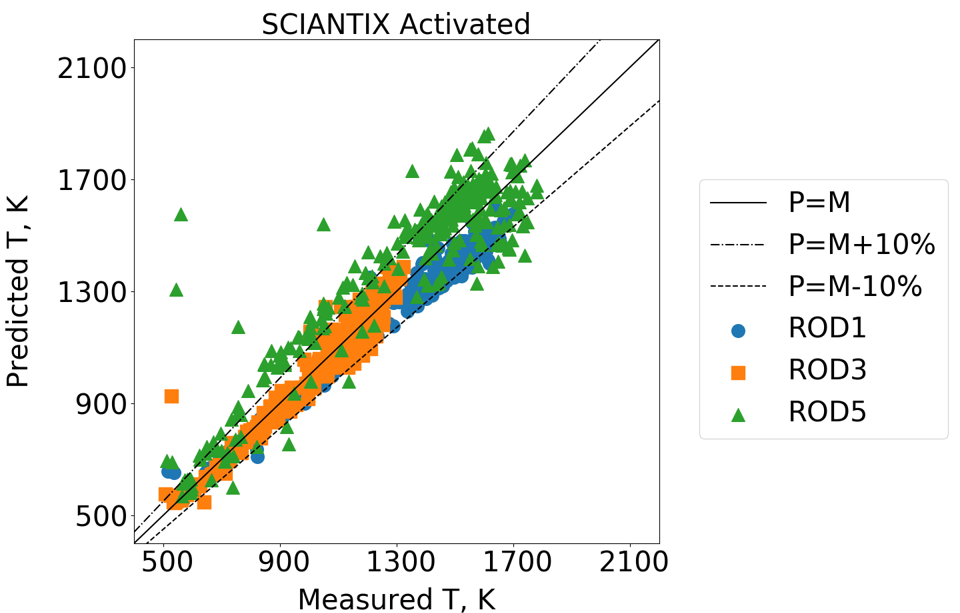 SCIANTIX Activated
Predicted T, K
2100
1700
1300
900
500
500 900 1300 1700 2100
Measured T, K
P=M
P=M+10%
P=M-10%
ROD1
ROD3
ROD5